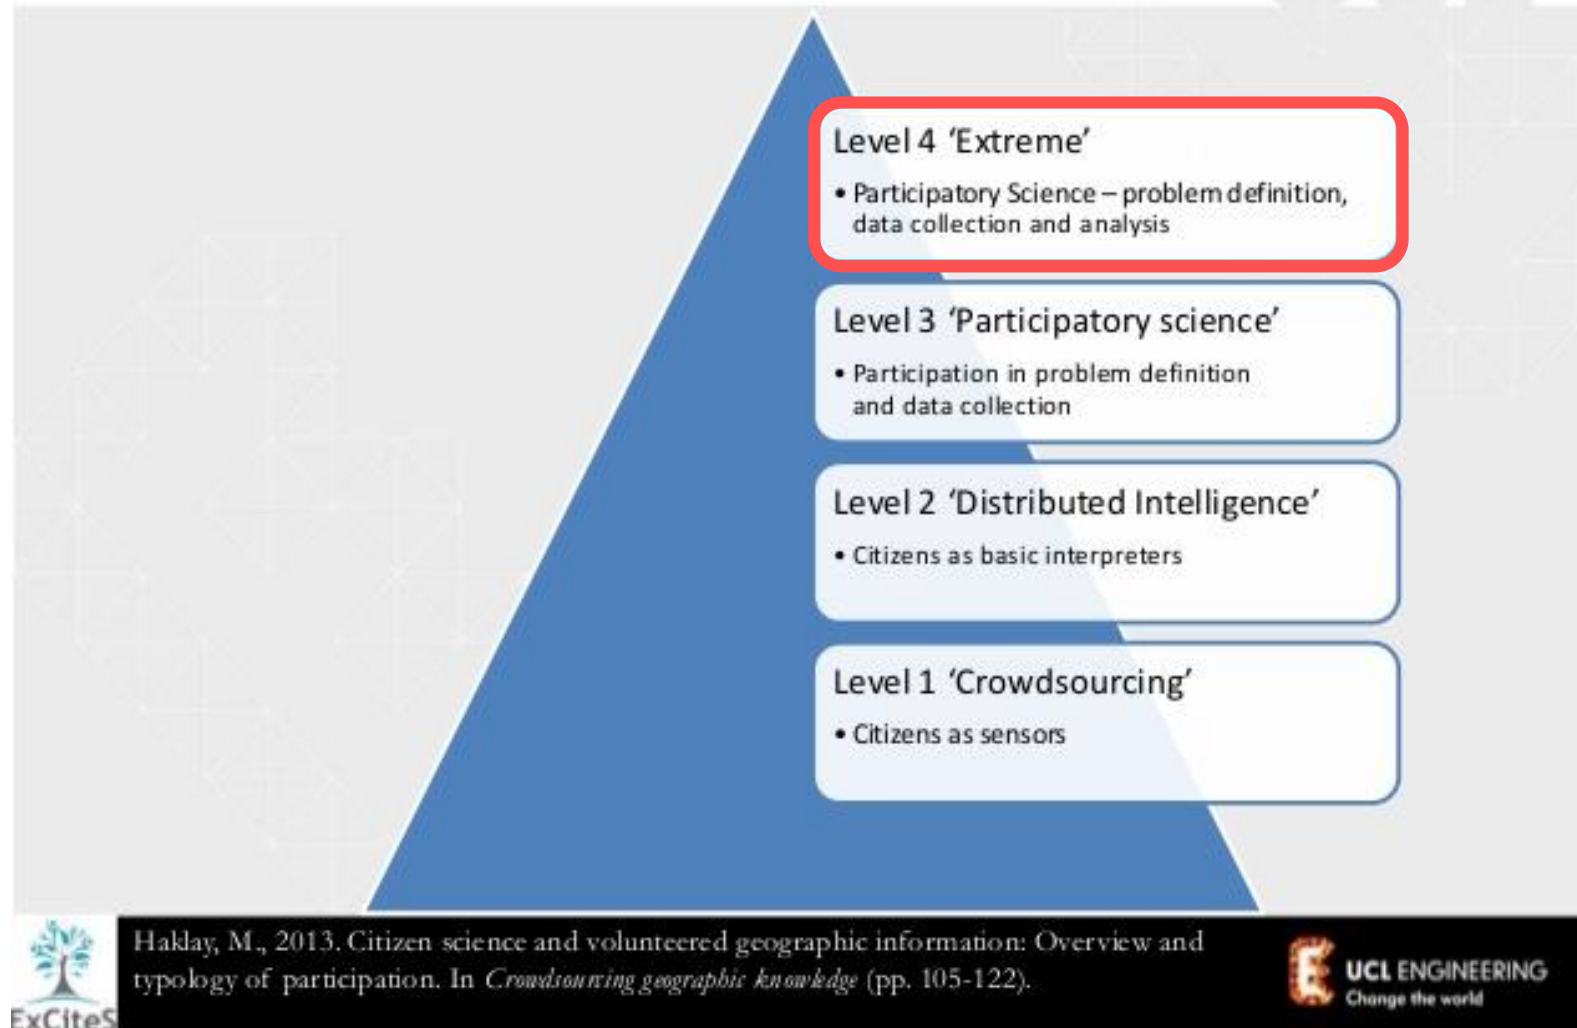 Level 4 ‘Extreme’
• Participatory Science – problem definition,
data collection and analysis
Level 3 ‘Participatory science’
• Participation in problem definition
and data collection
Level 2 ‘Distributed Intelligence’
• Citizens as basic interpreters
Level 1 ‘Crowdsourcing’
• Citizens as sensors
Haklay, M., 2013. Citizen science and volunteered geographic information: Overview and
typology of participation. In Crowdsourcing geographic knowledge (pp. 105-122).
ExCiteS
UCL ENGINEERING
Change the world